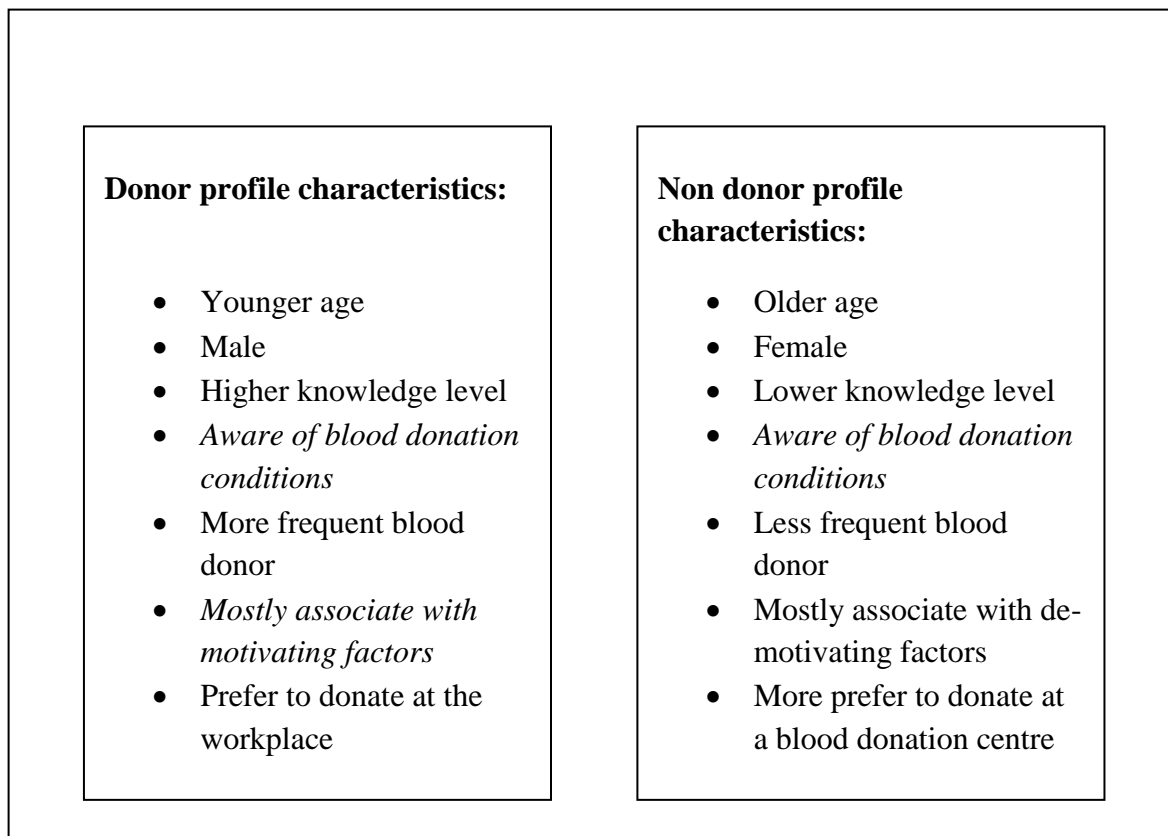 Donor profile characteristics:
• Younger age
• Male
• Higher knowledge level
• Aware of blood donation
conditions
• More frequent blood
donor
• Mostly associate with
motivating factors
• Prefer to donate at the
workplace
Non donor profile
characteristics:
• Older age
• Female
• Lower knowledge level
• Aware of blood donation
conditions
• Less frequent blood
donor
• Mostly associate with de-
motivating factors
• More prefer to donate at
a blood donation centre